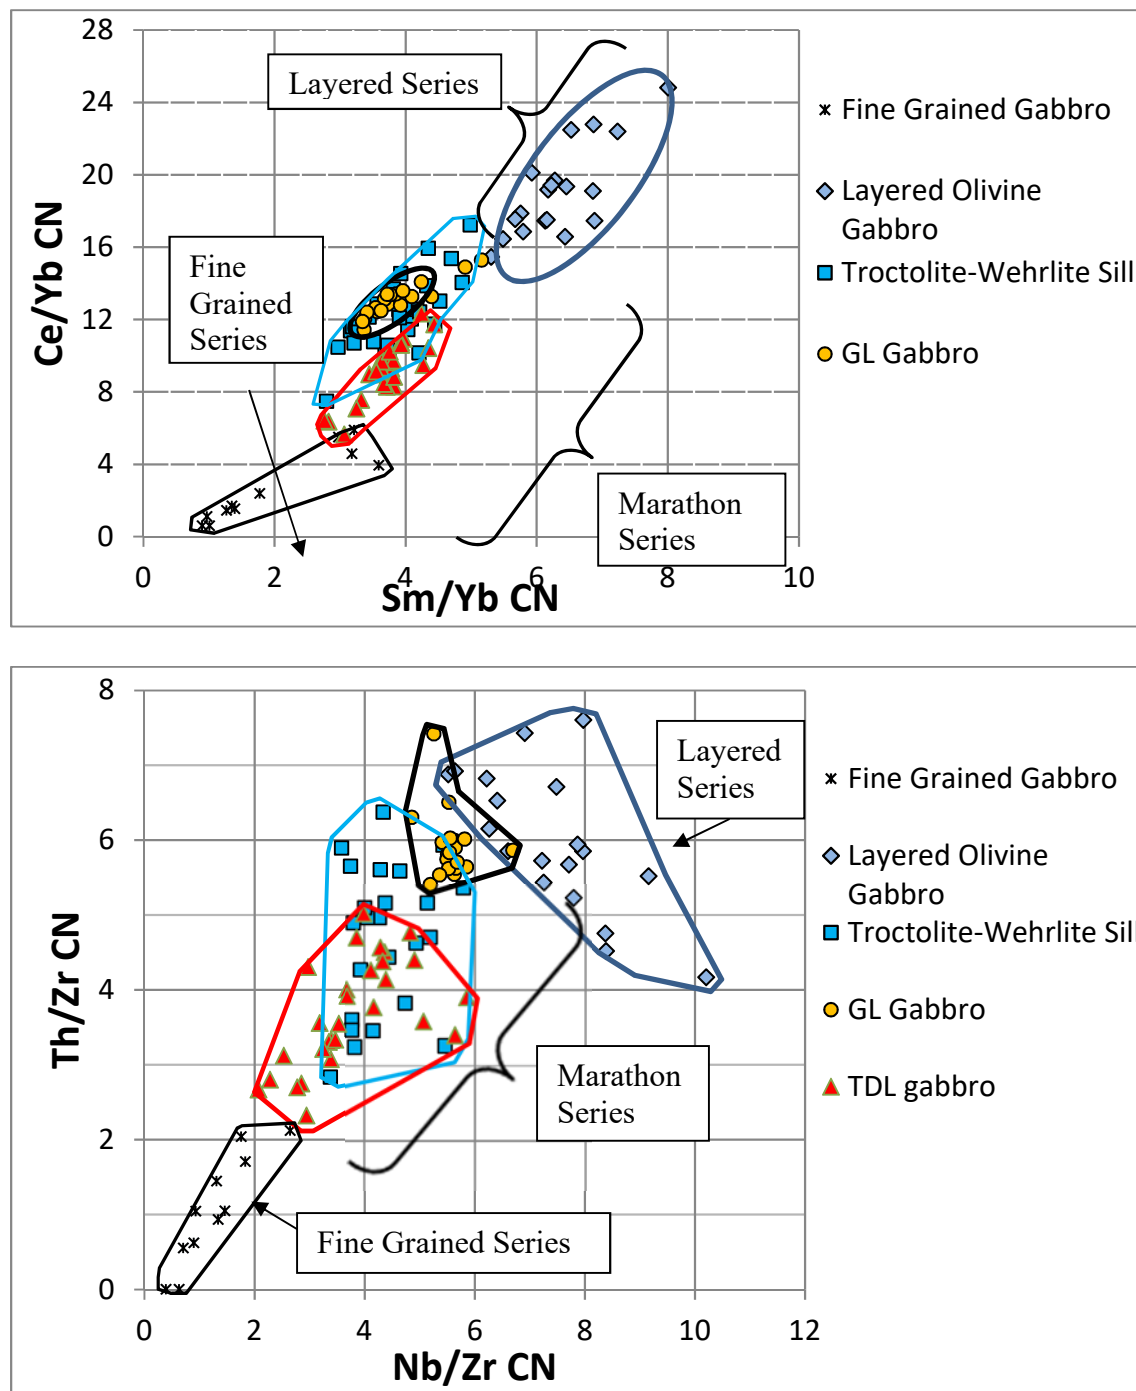 28
24
20
16
12
8
4
0
Ce/Yb CN
0 2 4 6 8 10
Sm/Yb CN
Layered Series
Fine
Grained
Series
Marathon
Series
Fine Grained Gabbro
Layered Olivine
Gabbro
Troctolite-Wehrlite Sill
GL Gabbro
8
6
4
2
0
Th/Zr CN
0 2 4 6 8 10 12
Nb/Zr CN
Layered
Series
Marathon
Series
Fine Grained Series
Fine Grained Gabbro
Layered Olivine
Gabbro
Troctolite-Wehrlite Sill
GL Gabbro
TDL gabbro